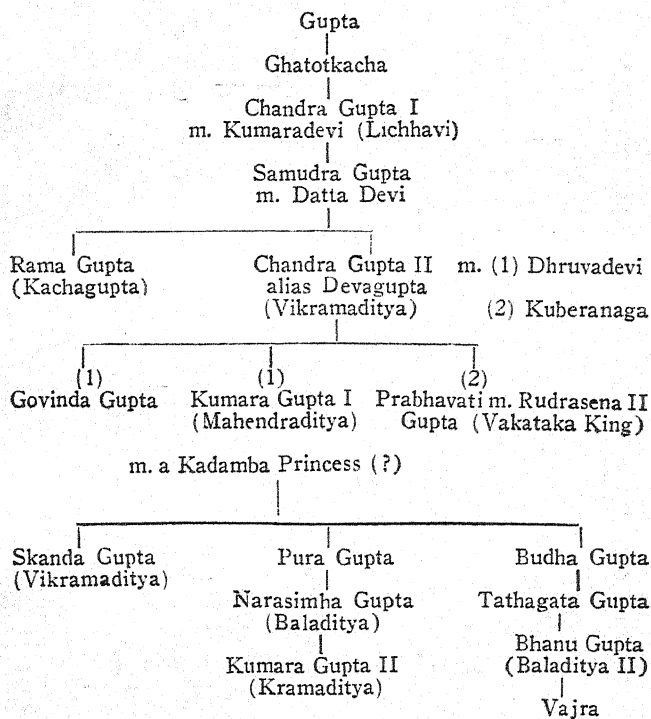 Gupta
Ghatotkacha
Chandra Gupta I
m. Kumaradevi (Lichhavi)
Samudra Gupta
m. Datta Devi
Rama Gupta
(Kachagupta)
Chandra Gupta II
alias Devagupta
(Vikramaditya)
m. (1) Dhruvadevi
(2) Kuberanaga
(1)
Govinda Gupta
(1)
Kumara Gupta I
(Mahendraditya)
(2)
Prabhavati m. Rudrasena II
Gupta (Vakataka King)
m. a Kadamba Princess (?)
Skanda Gupta
(Vikramaditya)
Pura Gupta
Narasimha Gupta
(Baladitya)
Kumara Gupta II
(Kramaditya)
Budha Gupta
Tathagata Gupta
Bhanu Gupta
(Baladitya II)
Vajra